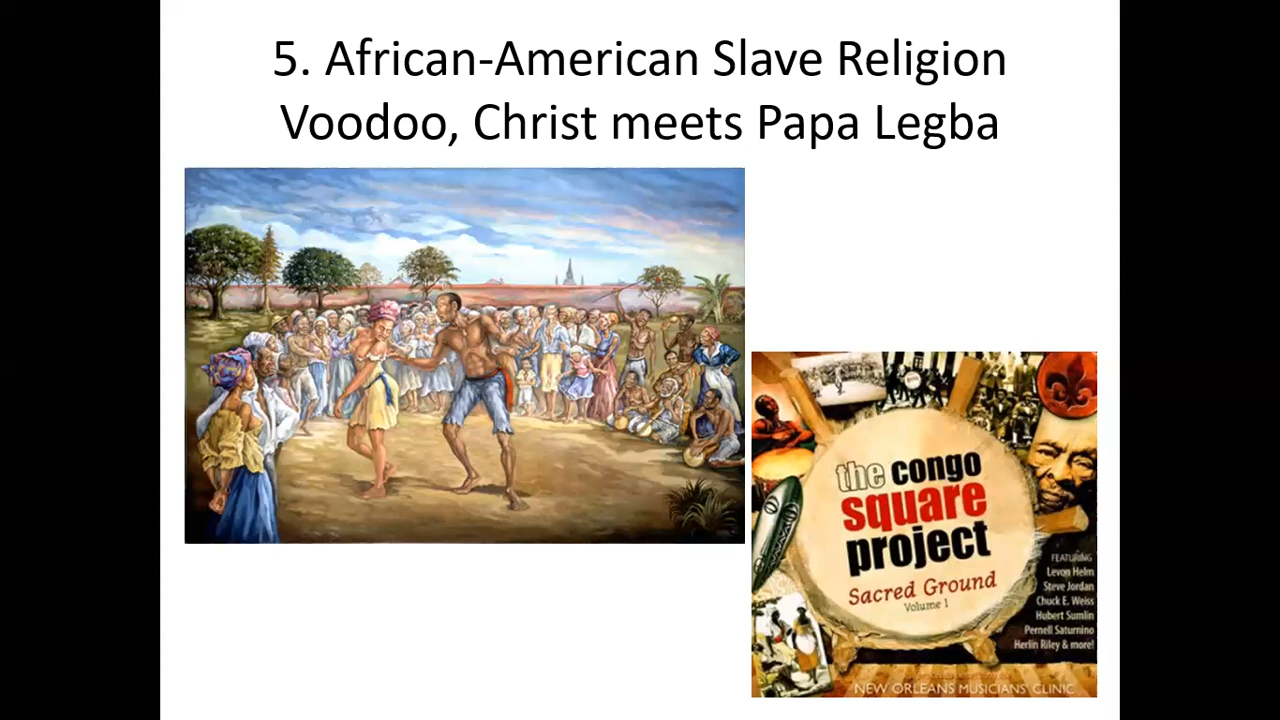 5. African-American Slave Religion
Voodoo, Christ meets Papa Legba
the congo
square
project
Sacred Ground
Volume 1
FEATURING
Levon Helm
Steve Jordan
Chuck E. Weiss
Hubert Sumlin
Pernell Saturnino
Herlin Riley & more!
NEW ORLEANS MUSICIANS' CLINIC